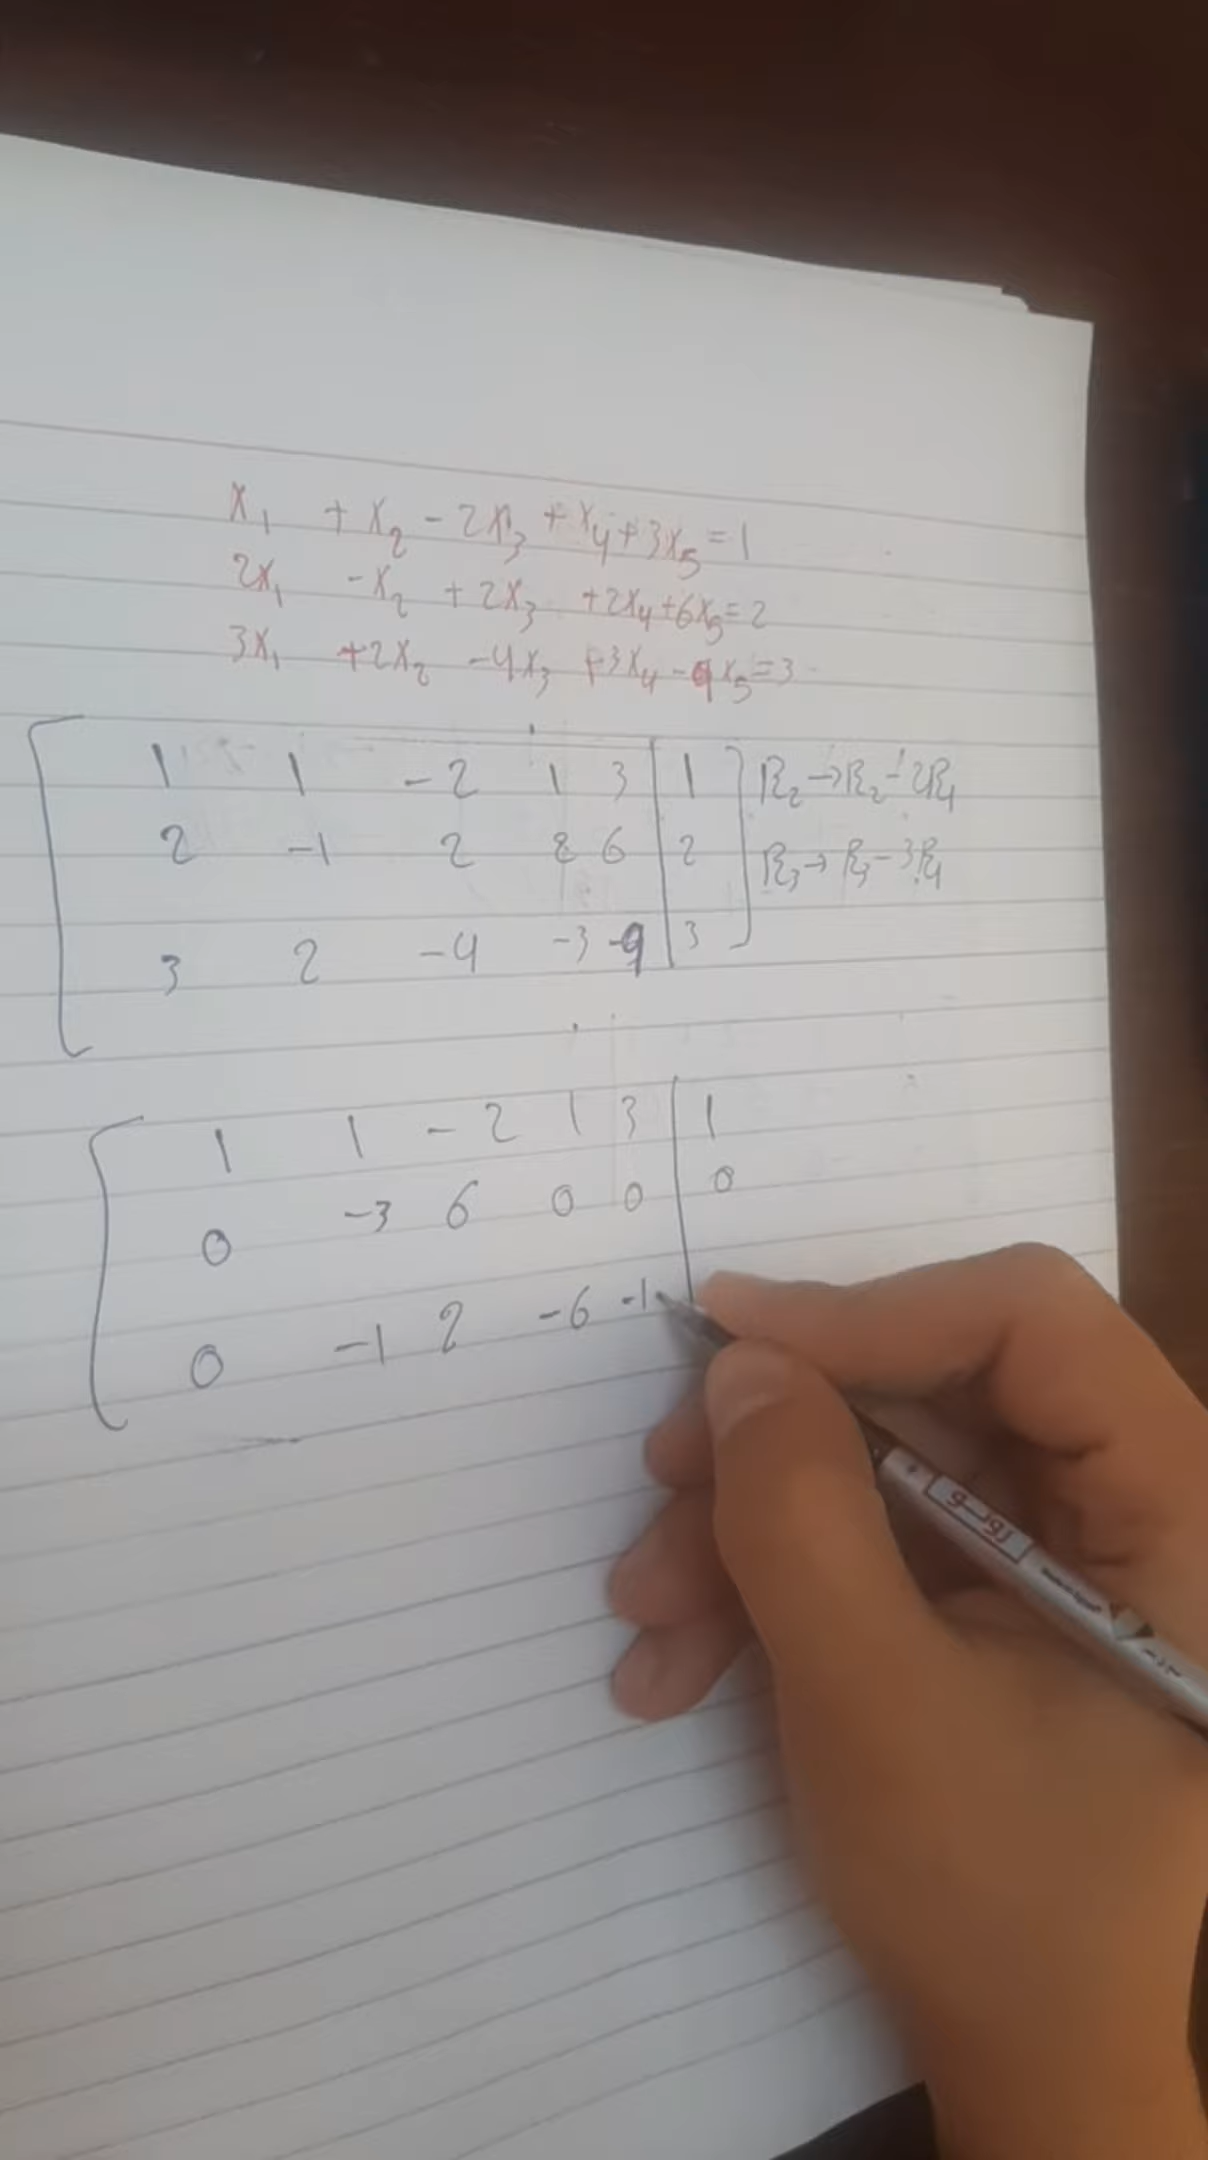 x₁ + x₂ - 2x₃ + x₄ + 3x₅ = 1
2x₁ - x₂ + 2x₃ + 2x₄ + 6x₅ = 2
3x₁ + 2x₂ - 4x₃ + 3x₄ - 9x₅ = 3
1 1 -2 1 3 | 1 R₂ → R₂ - 2R₁
2 -1 2 2 6 | 2 R₃ → R₃ - 3R₁
3 2 -4 -3 -9 | 3
1 1 -2 1 3 | 1
0 -3 6 0 0 | 0
0 -1 2 -6 -1
روتو